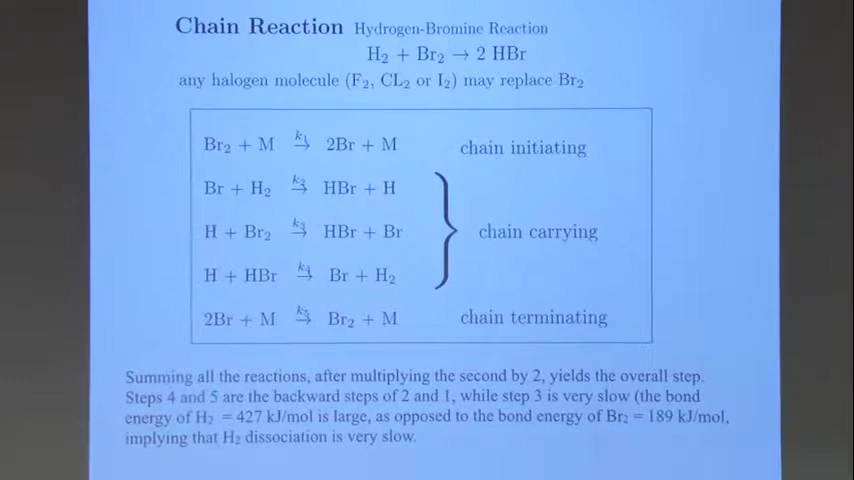 Chain Reaction Hydrogen-Bromine Reaction
H₂ + Br₂ → 2 HBr
any halogen molecule (F₂, CL₂ or I₂) may replace Br₂
Br₂ + M k₁→ 2Br + M chain initiating
Br + H₂ k₂→ HBr + H
H + Br₂ k₃→ HBr + Br chain carrying
H + HBr k₄→ Br + H₂
2Br + M k₅→ Br₂ + M chain terminating
Summing all the reactions, after multiplying the second by 2, yields the overall step.
Steps 4 and 5 are the backward steps of 2 and 1, while step 3 is very slow (the bond
energy of H₂ = 427 kJ/mol is large, as opposed to the bond energy of Br₂ = 189 kJ/mol,
implying that H₂ dissociation is very slow.